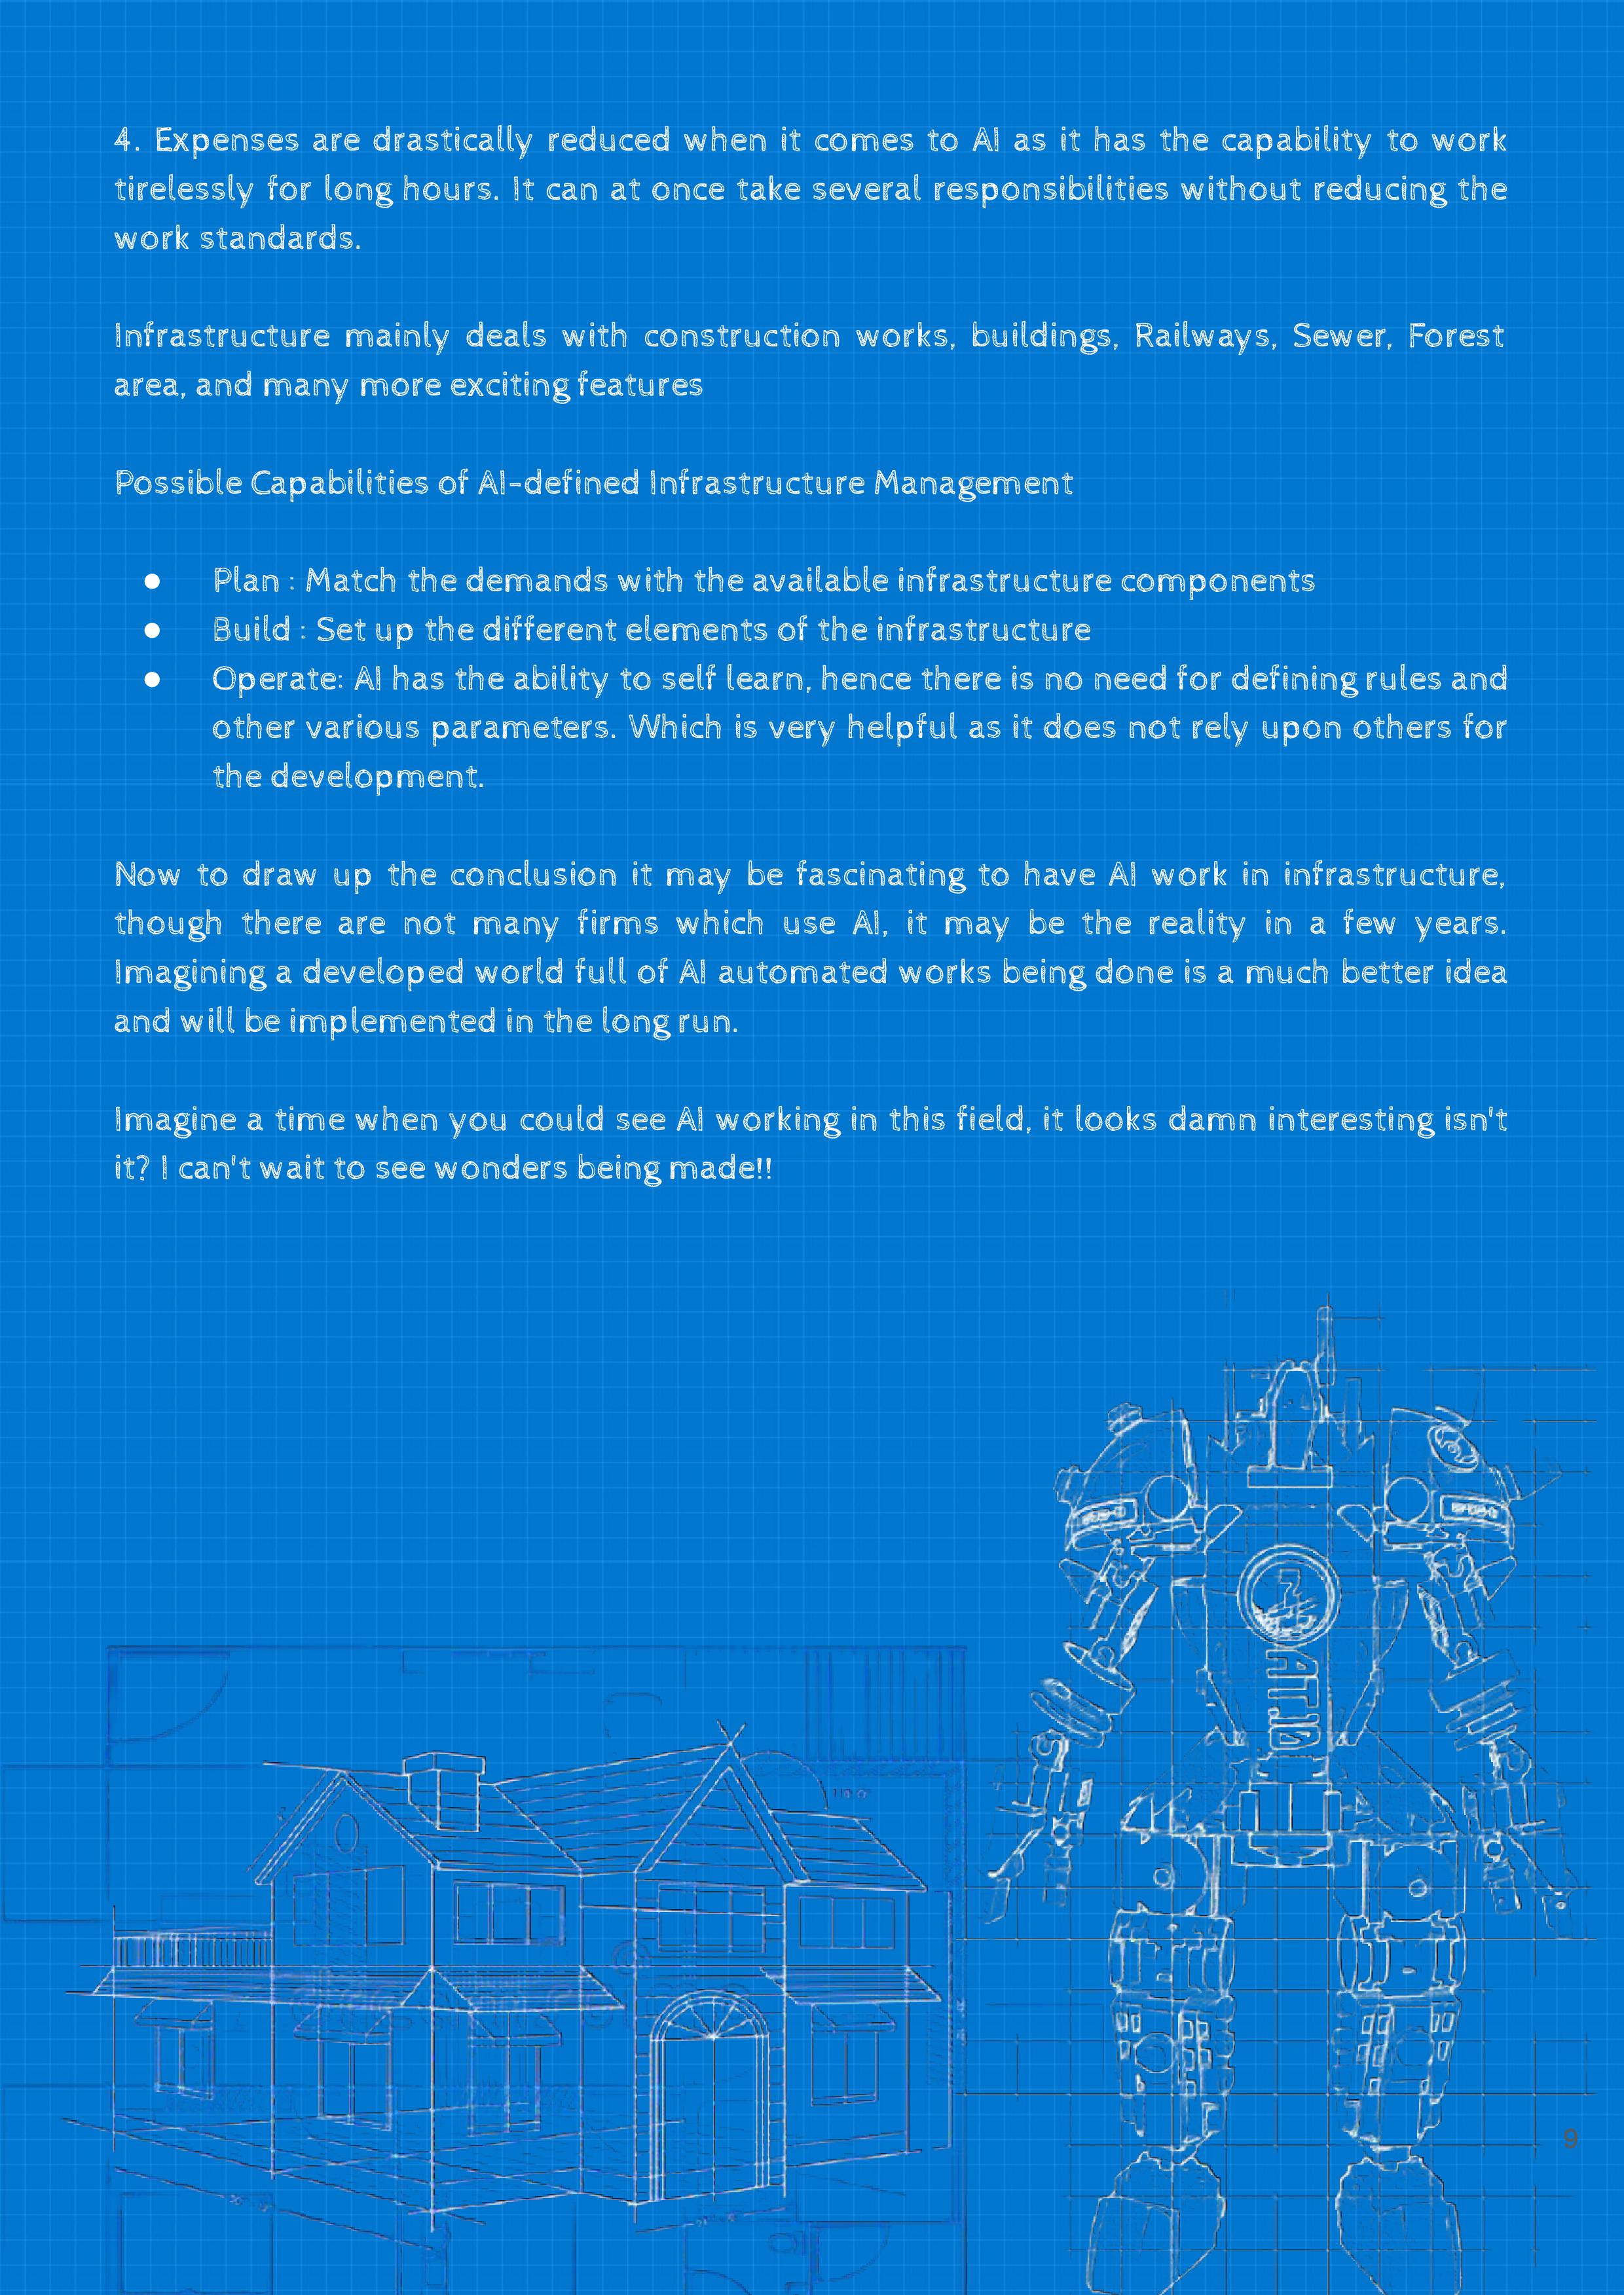 4. Expenses are drastically reduced when it comes to AI as it has the capability to work
tirelessly for long hours. It can at once take several responsibilities without reducing the
work standards.
Infrastructure mainly deals with construction works, buildings, Railways, Sewer, Forest
area, and many more exciting features
Possible Capabilities of AI-defined Infrastructure Management
● Plan : Match the demands with the available infrastructure components
● Build : Set up the different elements of the infrastructure
● Operate: AI has the ability to self learn, hence there is no need for defining rules and
other various parameters. Which is very helpful as it does not rely upon others for
the development.
Now to draw up the conclusion it may be fascinating to have AI work in infrastructure,
though there are not many firms which use AI, it may be the reality in a few years.
Imagining a developed world full of AI automated works being done is a much better idea
and will be implemented in the long run.
Imagine a time when you could see AI working in this field, it looks damn interesting isn't
it? I can't wait to see wonders being made!!
9